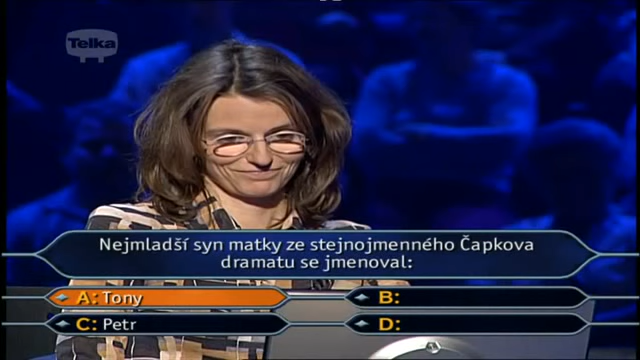 Telka
Nejmladší syn matky ze stejnojmenného Čapkova
dramatu se jmenoval:
A: Tony
B:
C: Petr
D: